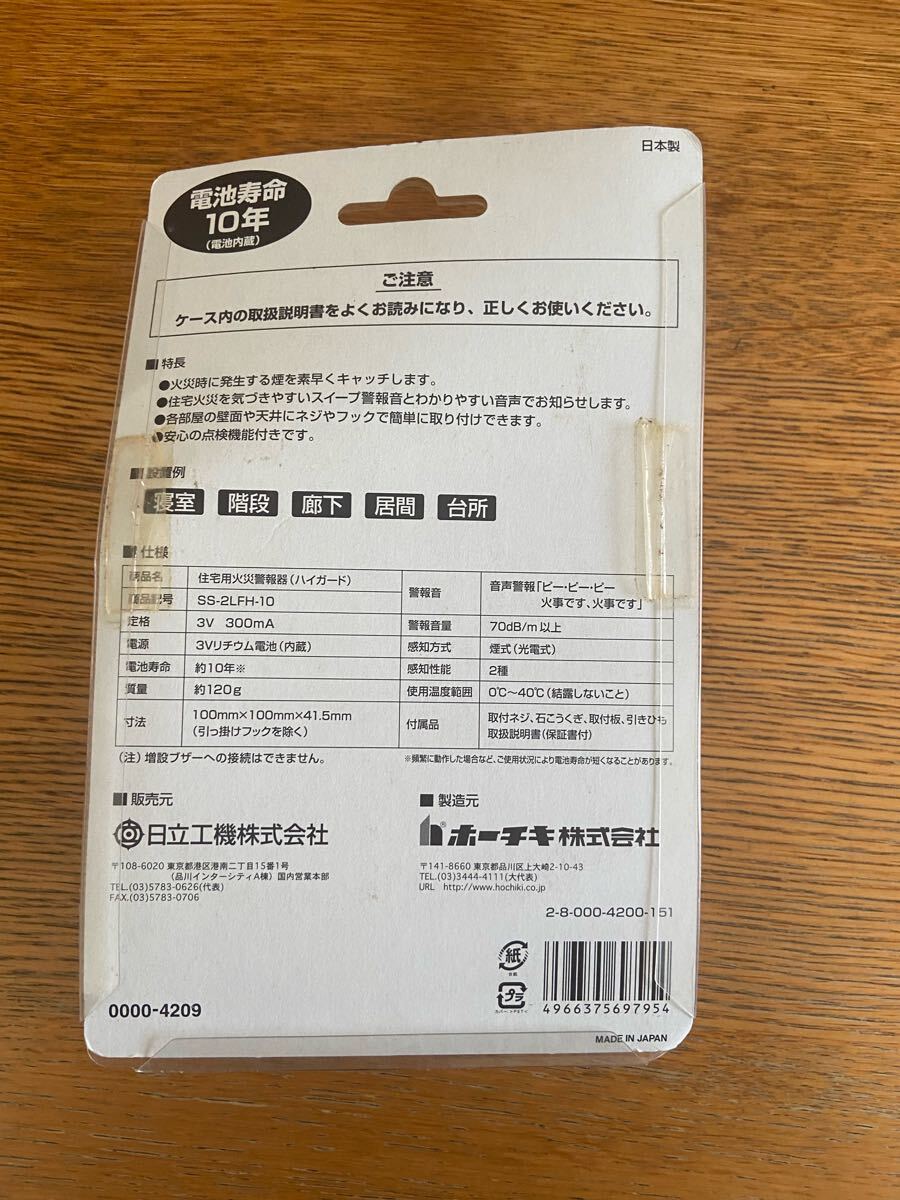 日本製
電池寿命
10年
(電池内蔵)
ご注意
ケース内の取扱説明書をよくお読みになり、正しくお使いください。
■ 特長
●火災時に発生する煙を素早くキャッチします。
●住宅火災を気づきやすいスイープ警報音とわかりやすい音声でお知らせします。
●各部屋の壁面や天井にネジやフックで簡単に取り付けできます。
●安心の点検機能付きです。
■ 設置例
寝室 階段 廊下 居間 台所
■ 仕様
商品名 住宅用火災警報器(ハイガード)
商品記号 SS-2LFH-10
定格 3V 300mA
電源 3Vリチウム電池(内蔵)
電池寿命 約10年※
質量 約120g
寸法 100mm×100mm×41.5mm
(引っ掛けフックを除く)
警報音 音声警報「ピー・ピー・ピー
火事です、火事です」
警報音量 70dB/m以上
感知方式 煙式(光電式)
感知性能 2種
使用温度範囲 0℃〜40℃(結露しないこと)
付属品 取付ネジ、石こうくぎ、取付板、引きひも
取扱説明書(保証書付)
(注)増設ブザーへの接続はできません。
※頻繁に動作した場合など、ご使用状況により電池寿命が短くなることがあります。
■ 販売元
日立工機株式会社
〒108-6020 東京都港区港南二丁目15番1号
(品川インターシティA棟) 国内営業本部
TEL.(03)5783-0626(代表)
FAX.(03)5783-0706
■ 製造元
h® ホーチキ株式会社
〒141-8660 東京都品川区上大崎2-10-43
TEL.(03)3444-4111(大代表)
URL http://www.hochiki.co.jp
2-8-000-4200-151
紙
台紙
プラ
カバー:>PET<
4966375697954
0000-4209
MADE IN JAPAN